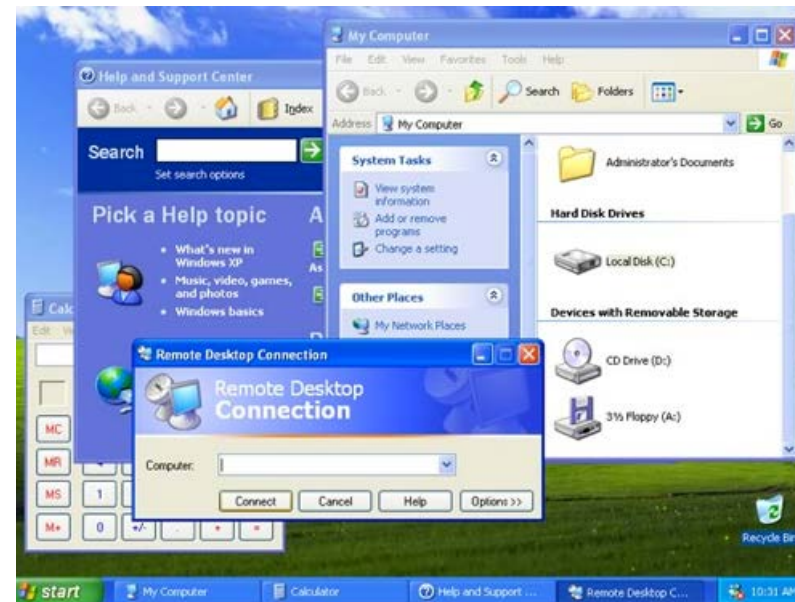 My Computer
File Edit View Favorites Tools Help
Back
Search
Folders
Address
My Computer
Go
System Tasks
View system
information
Add or remove
programs
Change a setting
Other Places
My Network Places
Administrator's Documents
Hard Disk Drives
Local Disk (C:)
Devices with Removable Storage
CD Drive (D:)
3½ Floppy (A:)
Help and Support Center
Back
Index
Search
Set search options
Pick a Help topic
A
What's new in
Windows XP
Music, video, games,
and photos
Windows basics
As
Calc
Edit
MC
MR
MS
1
M+
0
+/-
.
+
=
Remote Desktop Connection
Remote Desktop
Connection
Computer:
Connect
Cancel
Help
Options >>
Recycle Bin
start
My Computer
Calculator
Help and Support ...
Remote Desktop C...
10:31 AM